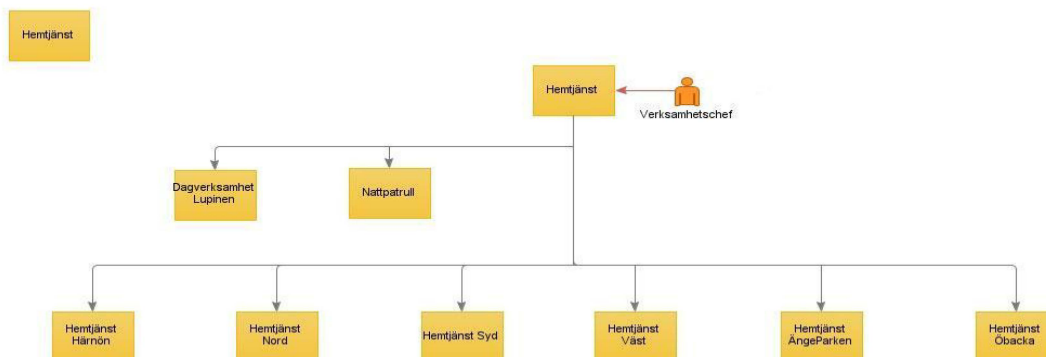 Hemtjänst
Hemtjänst
Verksamhetschef
Dagverksamhet
Lupinen
Nattpatrull
Hemtjänst
Härnön
Hemtjänst
Nord
Hemtjänst Syd
Hemtjänst
Väst
Hemtjänst
ÄngeParken
Hemtjänst
Öbacka